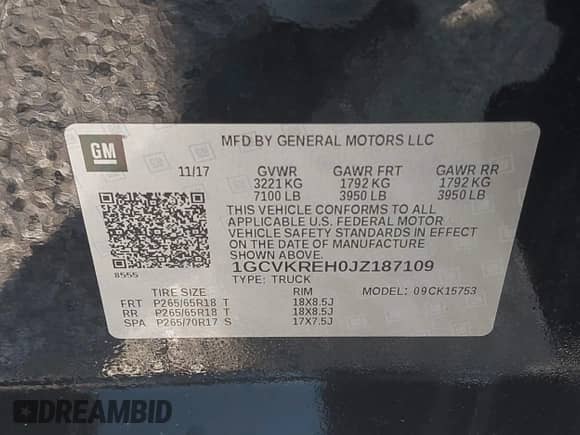 GM
MFD BY GENERAL MOTORS LLC
11/17 GVWR GAWR FRT GAWR RR
3221 KG 1792 KG 1792 KG
7100 LB 3950 LB 3950 LB
THIS VEHICLE CONFORMS TO ALL
APPLICABLE U.S. FEDERAL MOTOR
VEHICLE SAFETY STANDARDS IN EFFECT
ON THE DATE OF MANUFACTURE
SHOWN ABOVE.
8555
1GCVKREH0JZ187109
TYPE: TRUCK
MODEL: 09CK15753
TIRE SIZE RIM
FRT P265/65R18 T 18X8.5J
RR P265/65R18 T 18X8.5J
SPA P265/70R17 S 17X7.5J
DREAMBID